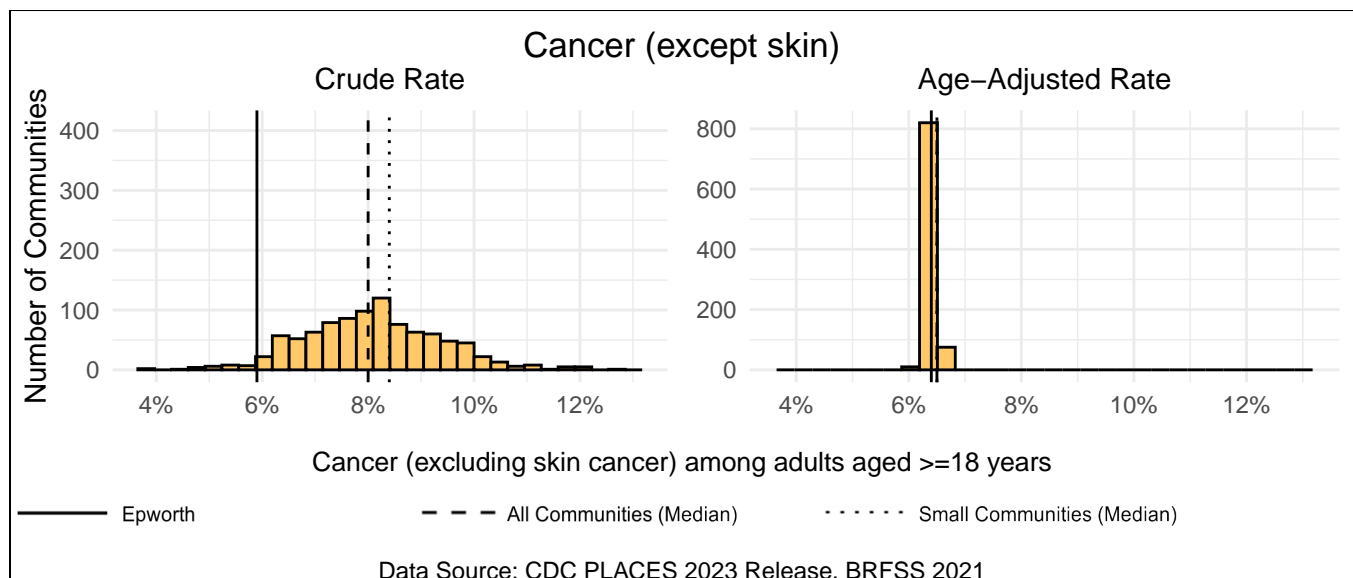 Cancer (except skin)
Crude Rate
Age−Adjusted Rate
Number of Communities
400
300
200
100
0
4%
6%
8%
10%
12%
800
600
400
200
0
4%
6%
8%
10%
12%
Cancer (excluding skin cancer) among adults aged >=18 years
Epworth
All Communities (Median)
Small Communities (Median)
Data Source: CDC PLACES 2023 Release, BRFSS 2021